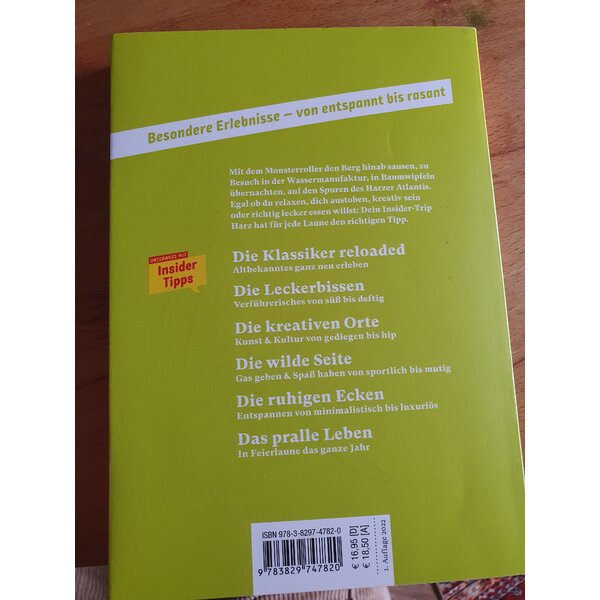 Besondere Erlebnisse – von entspannt bis rasant
Mit dem Monsterroller den Berg hinab sausen, zu
Besuch in der Wassermanufaktur, in Baumwipfeln
übernachten, auf den Spuren des Harzer Atlantis.
Egal ob du relaxen, dich austoben, kreativ sein
oder richtig lecker essen willst: Dein Insider-Trip
Harz hat für jede Laune den richtigen Tipp.
UNTERWEGS MIT
Insider
Tipps
Die Klassiker reloaded
Altbekanntes ganz neu erleben
Die Leckerbissen
Verführerisches von süß bis deftig
Die kreativen Orte
Kunst & Kultur von gediegen bis hip
Die wilde Seite
Gas geben & Spaß haben von sportlich bis mutig
Die ruhigen Ecken
Entspannen von minimalistisch bis luxuriös
Das pralle Leben
In Feierlaune das ganze Jahr
ISBN 978-3-8297-4782-0
9 783829 747820
€ 16,95 [D]
€ 18,50 [A]
1. Auflage 2022